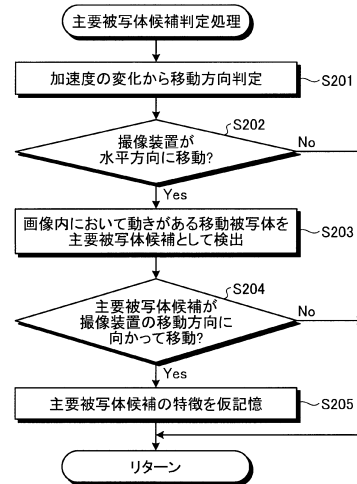 主要被写体候補判定処理
加速度の変化から移動方向判定
S201
撮像装置が
水平方向に移動?
S202
No
Yes
画像内において動きがある移動被写体を
主要被写体候補として検出
S203
主要被写体候補が
撮像装置の移動方向に
向かって移動?
S204
No
Yes
主要被写体候補の特徴を仮記憶
S205
リターン